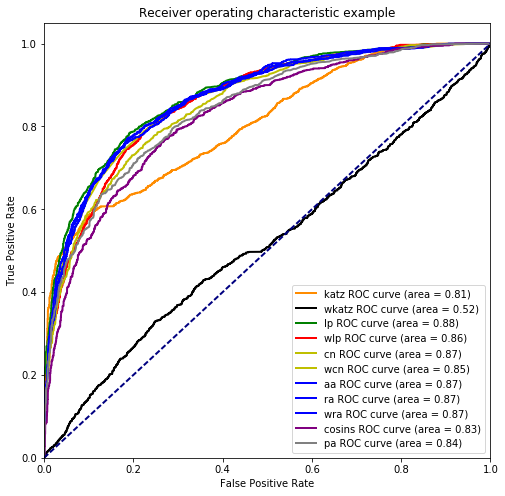 Receiver operating characteristic example
1.0
0.8
0.6
0.4
0.2
0.0
True Positive Rate
katz ROC curve (area = 0.81)
wkatz ROC curve (area = 0.52)
lp ROC curve (area = 0.88)
wlp ROC curve (area = 0.86)
cn ROC curve (area = 0.87)
wcn ROC curve (area = 0.85)
aa ROC curve (area = 0.87)
ra ROC curve (area = 0.87)
wra ROC curve (area = 0.87)
cosins ROC curve (area = 0.83)
pa ROC curve (area = 0.84)
0.0 0.2 0.4 0.6 0.8 1.0
False Positive Rate